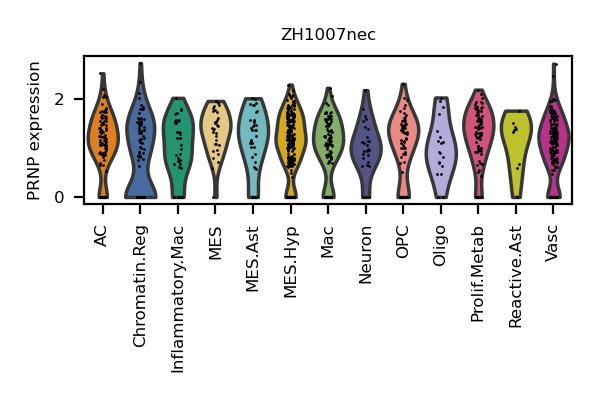 ZH1007nec
PRNP expression
2
0
AC
Chromatin.Reg
Inflammatory.Mac
MES
MES.Ast
MES.Hyp
Mac
Neuron
OPC
Oligo
Prolif.Metab
Reactive.Ast
Vasc